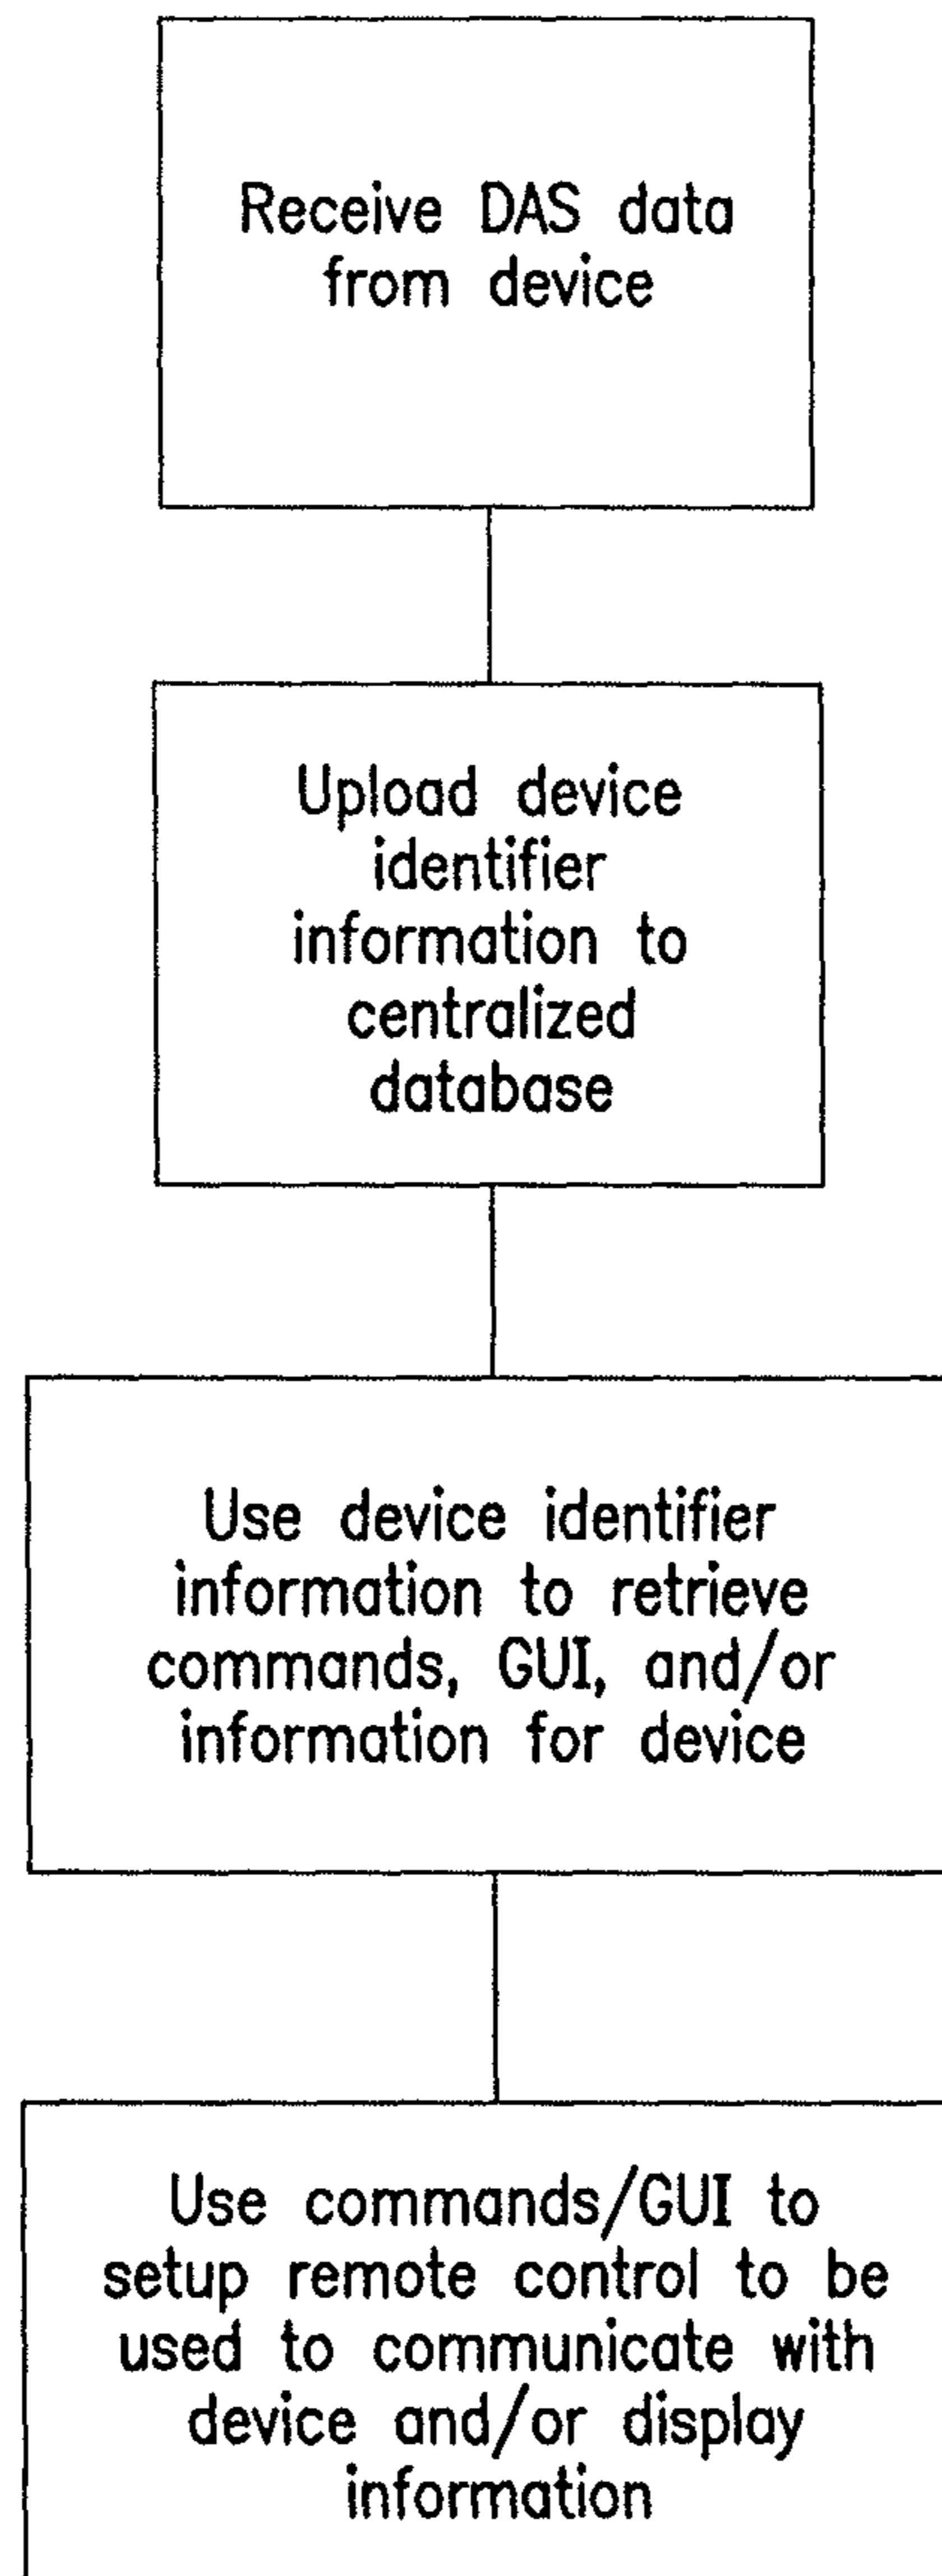 Receive DAS data
from device
Upload device
identifier
information to
centralized
database
Use device identifier
information to retrieve
commands, GUI, and/or
information for device
Use commands/GUI to
setup remote control to be
used to communicate with
device and/or display
information